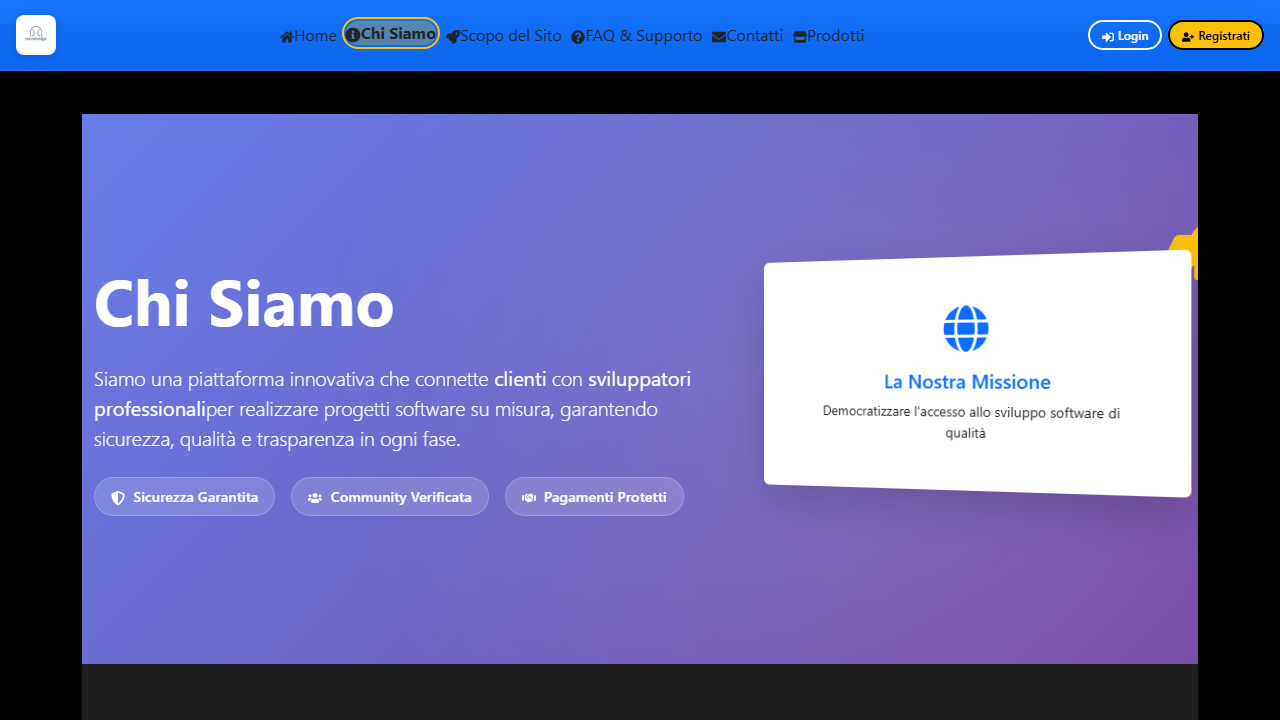 Home Chi Siamo Scopo del Sito FAQ & Supporto Contatti Prodotti Login Registrati
Chi Siamo
Siamo una piattaforma innovativa che connette clienti con sviluppatori
professionaliper realizzare progetti software su misura, garantendo
sicurezza, qualità e trasparenza in ogni fase.
Sicurezza Garantita Community Verificata Pagamenti Protetti
La Nostra Missione
Democratizzare l'accesso allo sviluppo software di
qualità